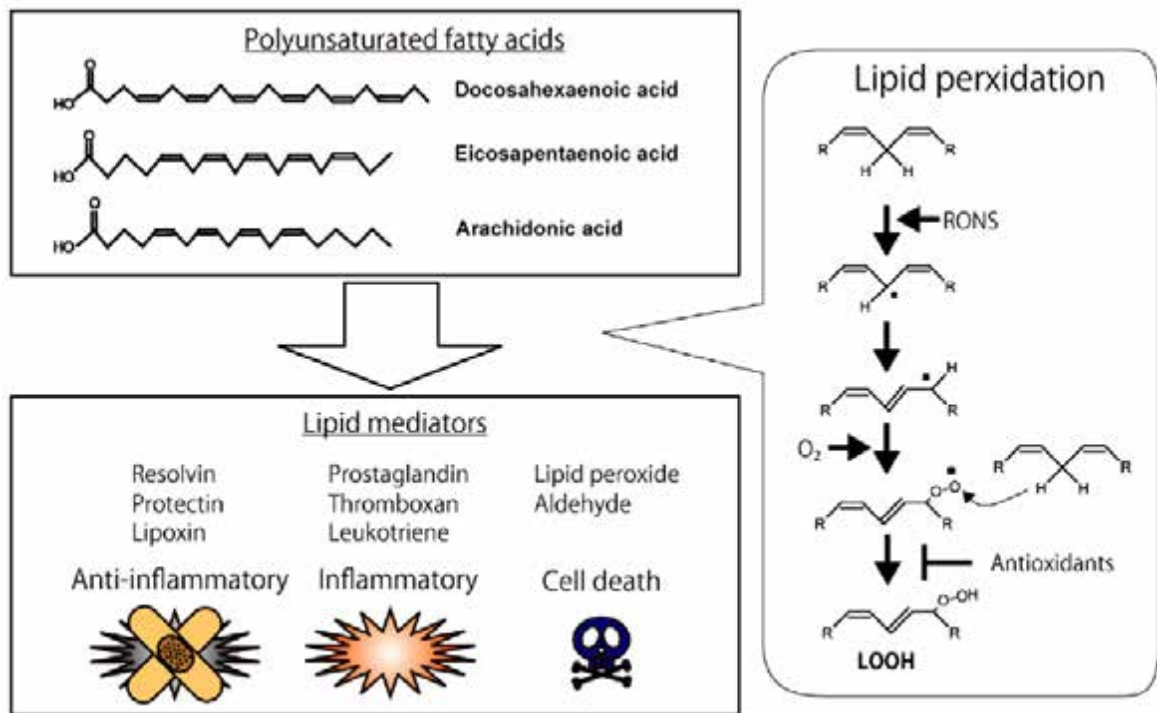 Polyunsaturated fatty acids
O
HO
Docosahexaenoic acid
O
HO
Eicosapentaenoic acid
O
HO
Arachidonic acid
Lipid mediators
Resolvin
Protectin
Lipoxin
Anti-inflammatory
Prostaglandin
Thromboxan
Leukotriene
Inflammatory
Lipid peroxide
Aldehyde
Cell death
Lipid perxidation
R R
H H
RONS
R R
H
H
R R
O2
R O-O R
R R
H H
Antioxidants
R O-OH R
LOOH